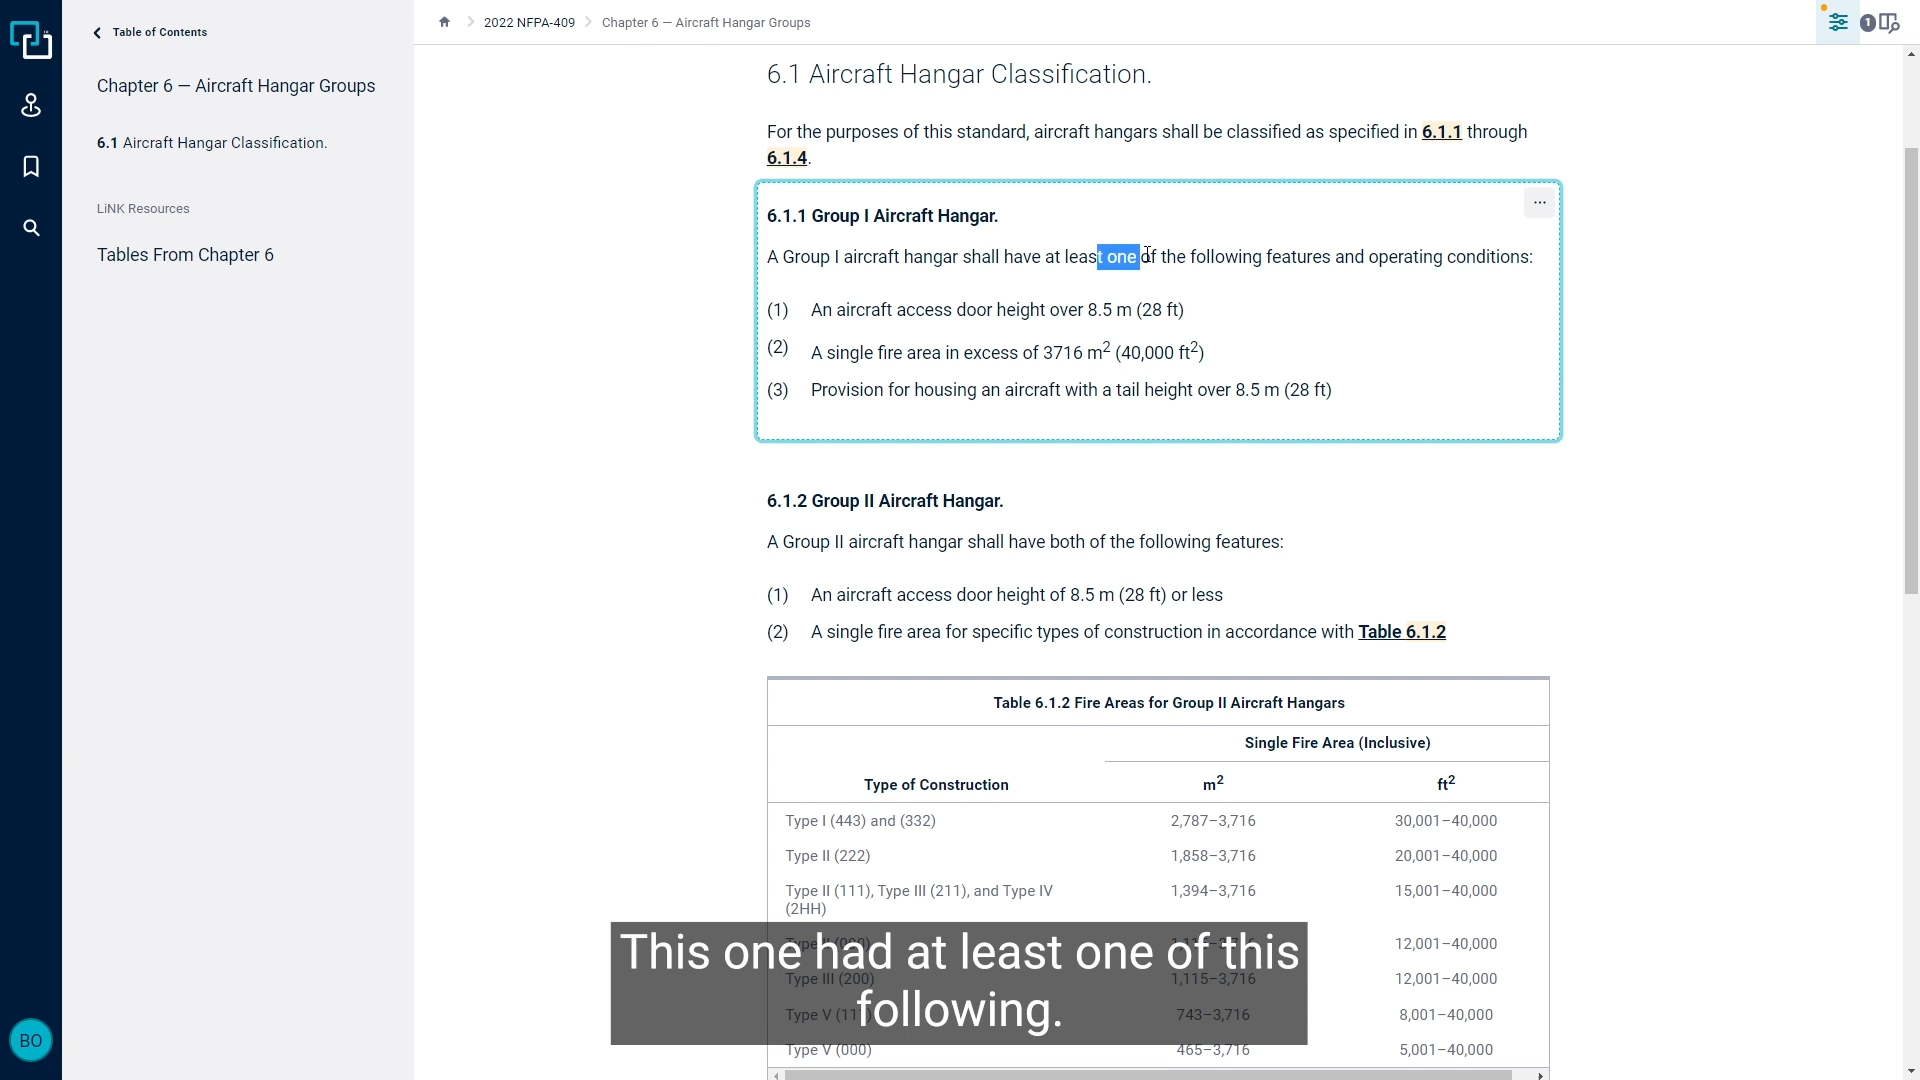 2022 NFPA-409
Chapter 6 — Aircraft Hangar Groups
1
Table of Contents
Chapter 6 — Aircraft Hangar Groups
6.1 Aircraft Hangar Classification.
LiNK Resources
Tables From Chapter 6
BO
6.1 Aircraft Hangar Classification.
For the purposes of this standard, aircraft hangars shall be classified as specified in 6.1.1 through
6.1.4.
...
6.1.1 Group I Aircraft Hangar.
A Group I aircraft hangar shall have at least one of the following features and operating conditions:
(1) An aircraft access door height over 8.5 m (28 ft)
(2) A single fire area in excess of 3716 m² (40,000 ft²)
(3) Provision for housing an aircraft with a tail height over 8.5 m (28 ft)
6.1.2 Group II Aircraft Hangar.
A Group II aircraft hangar shall have both of the following features:
(1) An aircraft access door height of 8.5 m (28 ft) or less
(2) A single fire area for specific types of construction in accordance with Table 6.1.2
Table 6.1.2 Fire Areas for Group II Aircraft Hangars
Single Fire Area (Inclusive)
Type of Construction m² ft²
Type I (443) and (332) 2,787–3,716 30,001–40,000
Type II (222) 1,858–3,716 20,001–40,000
Type II (111), Type III (211), and Type IV 1,394–3,716 15,001–40,000
(2HH)
12,001–40,000
Type III (200) 1,115–3,716 12,001–40,000
Type V (111) 743–3,716 8,001–40,000
Type V (000) 465–3,716 5,001–40,000
This one had at least one of this
following.